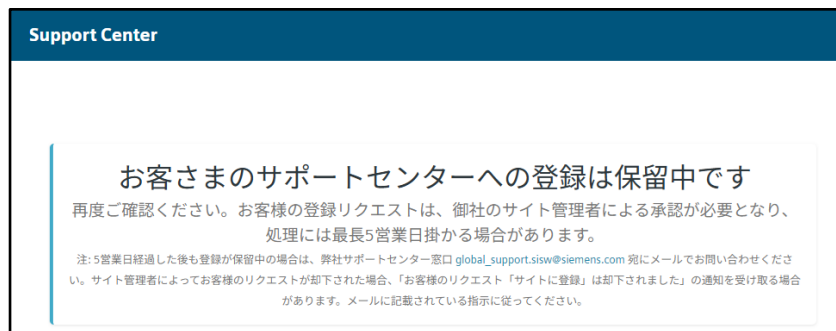 Support Center
お客さまのサポートセンターへの登録は保留中です
再度ご確認ください。お客様の登録リクエストは、御社のサイト管理者による承認が必要となり、
処理には最長5営業日掛かる場合があります。
注: 5営業日経過した後も登録が保留中の場合は、弊社サポートセンター窓口 global_support.sisw@siemens.com 宛にメールでお問い合わせくださ
い。サイト管理者によってお客様のリクエストが却下された場合、「お客様のリクエスト「サイトに登録」は却下されました」の通知を受け取る場合
があります。メールに記載されている指示に従ってください。